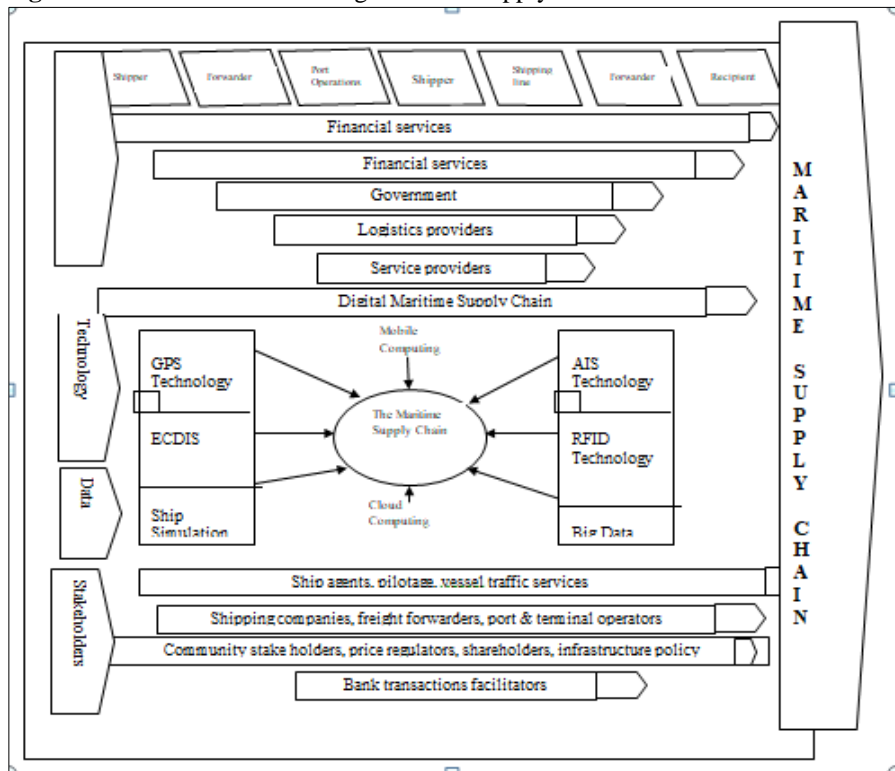 Shipper
Forwarder
Port
Operations
Shipper
Shipping
line
Forwarder
Recipient
Financial services
Financial services
Government
Logistics providers
Service providers
Digital Maritime Supply Chain
Technology
GPS
Technology
ECDIS
Ship
Simulation
Mobile
Computing
The Maritime
Supply Chain
Cloud
Computing
AIS
Technology
RFID
Technology
Big Data
Data
Stakeholders
Ship agents, pilotage, vessel traffic services
Shipping companies, freight forwarders, port & terminal operators
Community stake holders, price regulators, shareholders, infrastructure policy
Bank transactions facilitators
MARITIME SUPPLY CHAIN